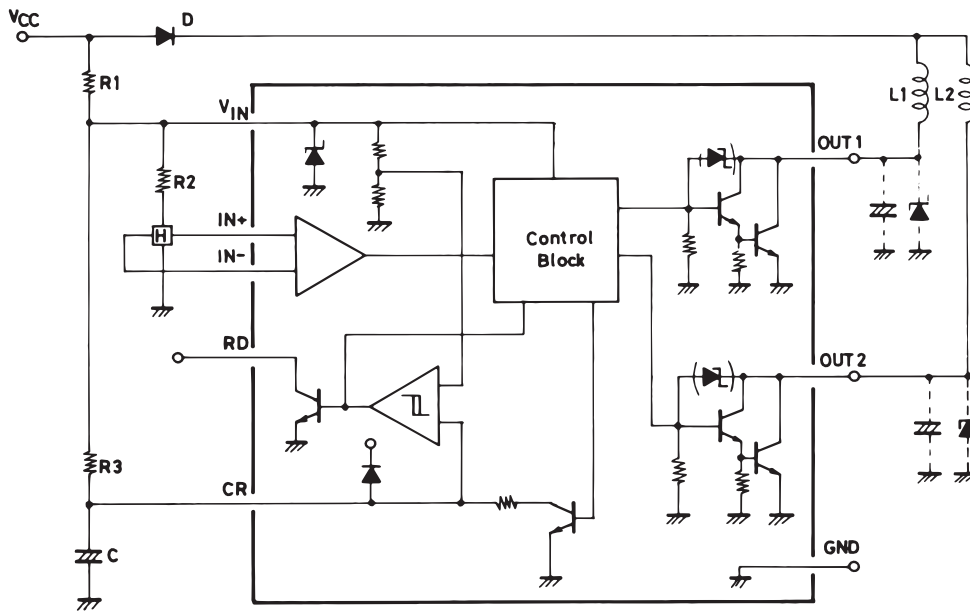 VCC
D
R1
VIN
L1
L2
OUT 1
R2
IN+
H
IN-
Control
Block
RD
OUT 2
R3
CR
C
GND